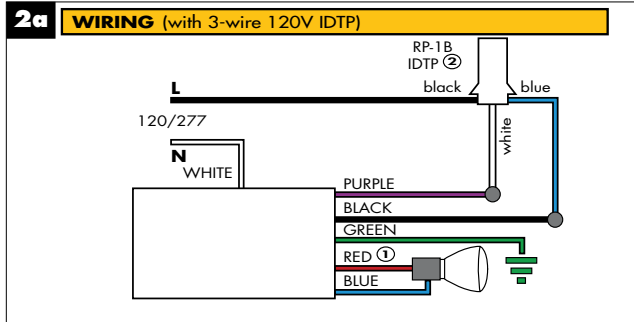 2a WIRING (with 3-wire 120V IDTP)
RP-1B
IDTP ②
black blue
L
120/277
white
N
WHITE
PURPLE
BLACK
GREEN
RED ①
BLUE